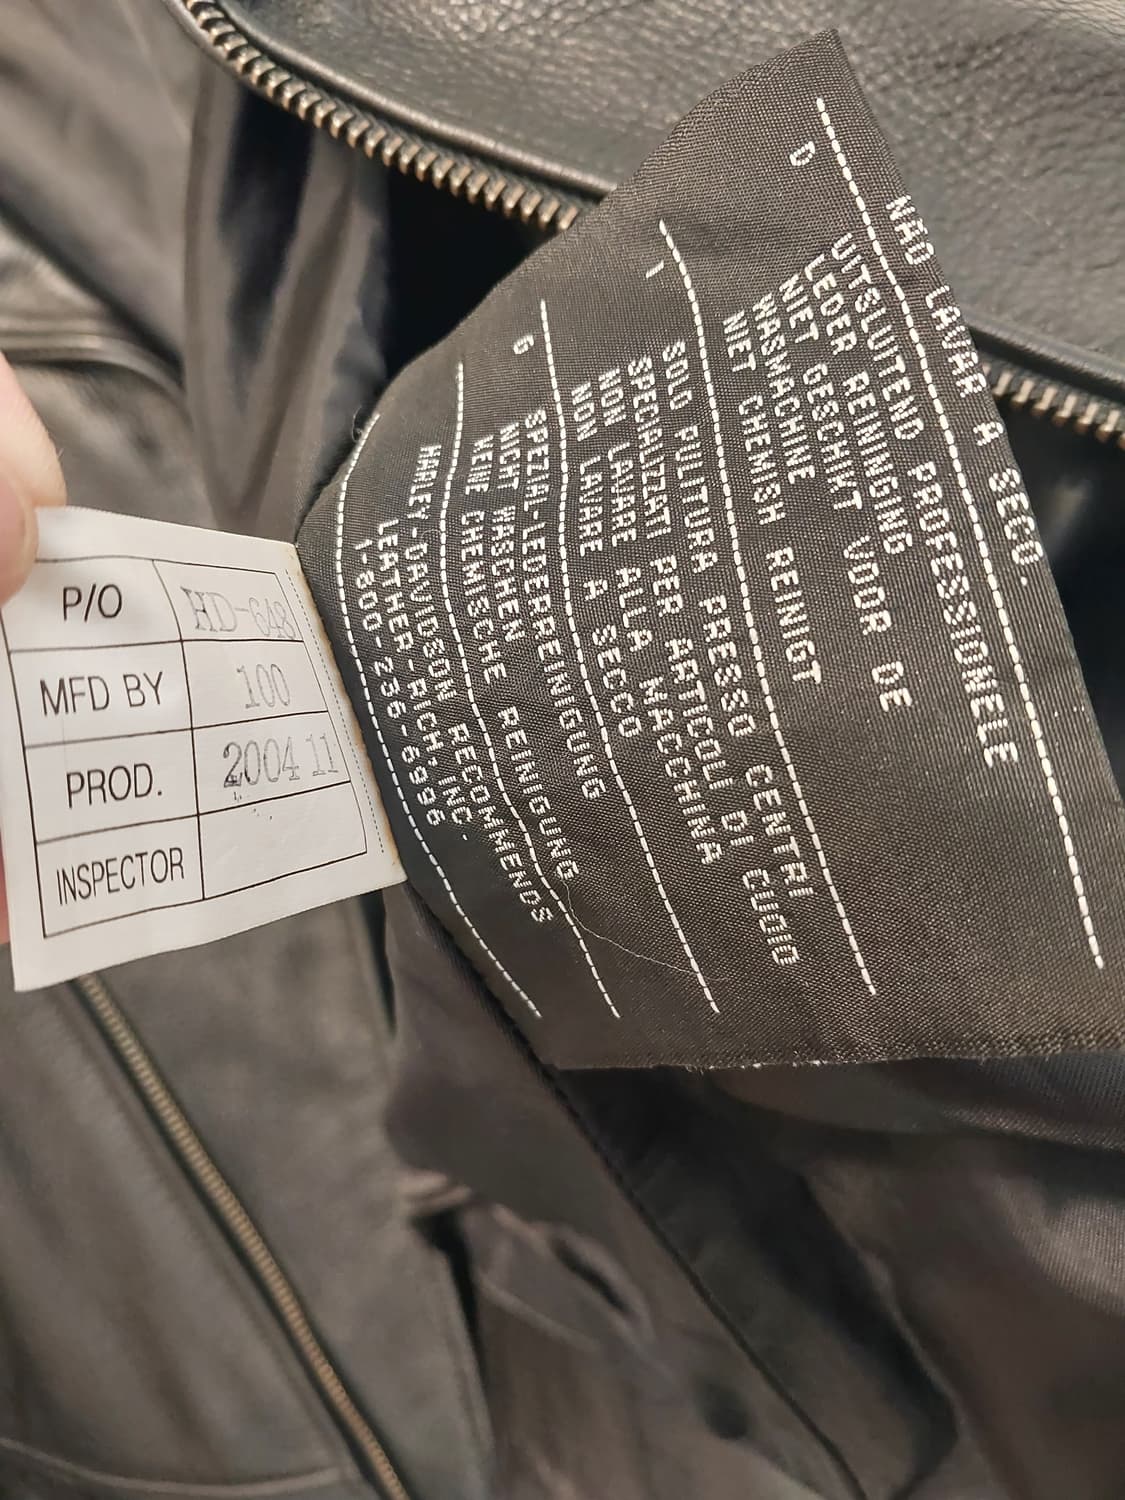 NÃO LAVAR A SECO.
D
UITSLUITEND PROFESSIONELE
LEDER REININGING
NIET GESCHIKT VOOR DE
WASMACHINE
NIET CHEMISH REINIGT
I
SOLO PULITURA PRESSO CENTRI
SPECIALIZZATI PER ARTICOLI DI CUOIO
NON LAVARE ALLA MACCHINA
NON LAVARE A SECCO
G
SPEZIAL-LEDERREINIGUNG
NICHT WASCHEN
KEINE CHEMISCHE REINIGUNG
HARLEY-DAVIDSON RECOMMENDS
LEATHER-RICH, INC.
1-800-236-6996
P/O HD-648
MFD BY 100
PROD. 2004 11
INSPECTOR